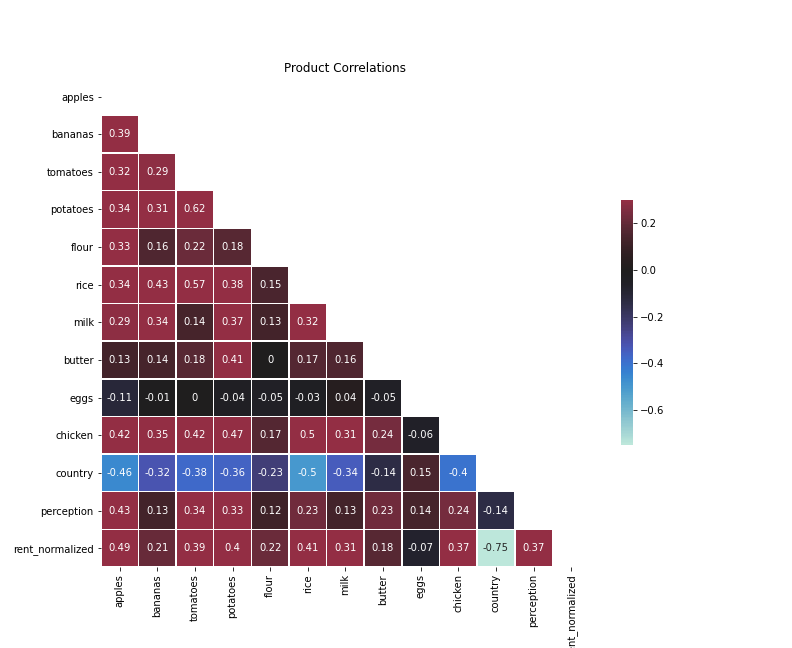 Product Correlations
apples
bananas 0.39
tomatoes 0.32 0.29
potatoes 0.34 0.31 0.62
flour 0.33 0.16 0.22 0.18
rice 0.34 0.43 0.57 0.38 0.15
milk 0.29 0.34 0.14 0.37 0.13 0.32
butter 0.13 0.14 0.18 0.41 0 0.17 0.16
eggs -0.11 -0.01 0 -0.04 -0.05 -0.03 0.04 -0.05
chicken 0.42 0.35 0.42 0.47 0.17 0.5 0.31 0.24 -0.06
country -0.46 -0.32 -0.38 -0.36 -0.23 -0.5 -0.34 -0.14 0.15 -0.4
perception 0.43 0.13 0.34 0.33 0.12 0.23 0.13 0.23 0.14 0.24 -0.14
rent_normalized 0.49 0.21 0.39 0.4 0.22 0.41 0.31 0.18 -0.07 0.37 -0.75 0.37
apples
bananas
tomatoes
potatoes
flour
rice
milk
butter
eggs
chicken
country
perception
nt_normalized
0.2
0.0
−0.2
−0.4
−0.6